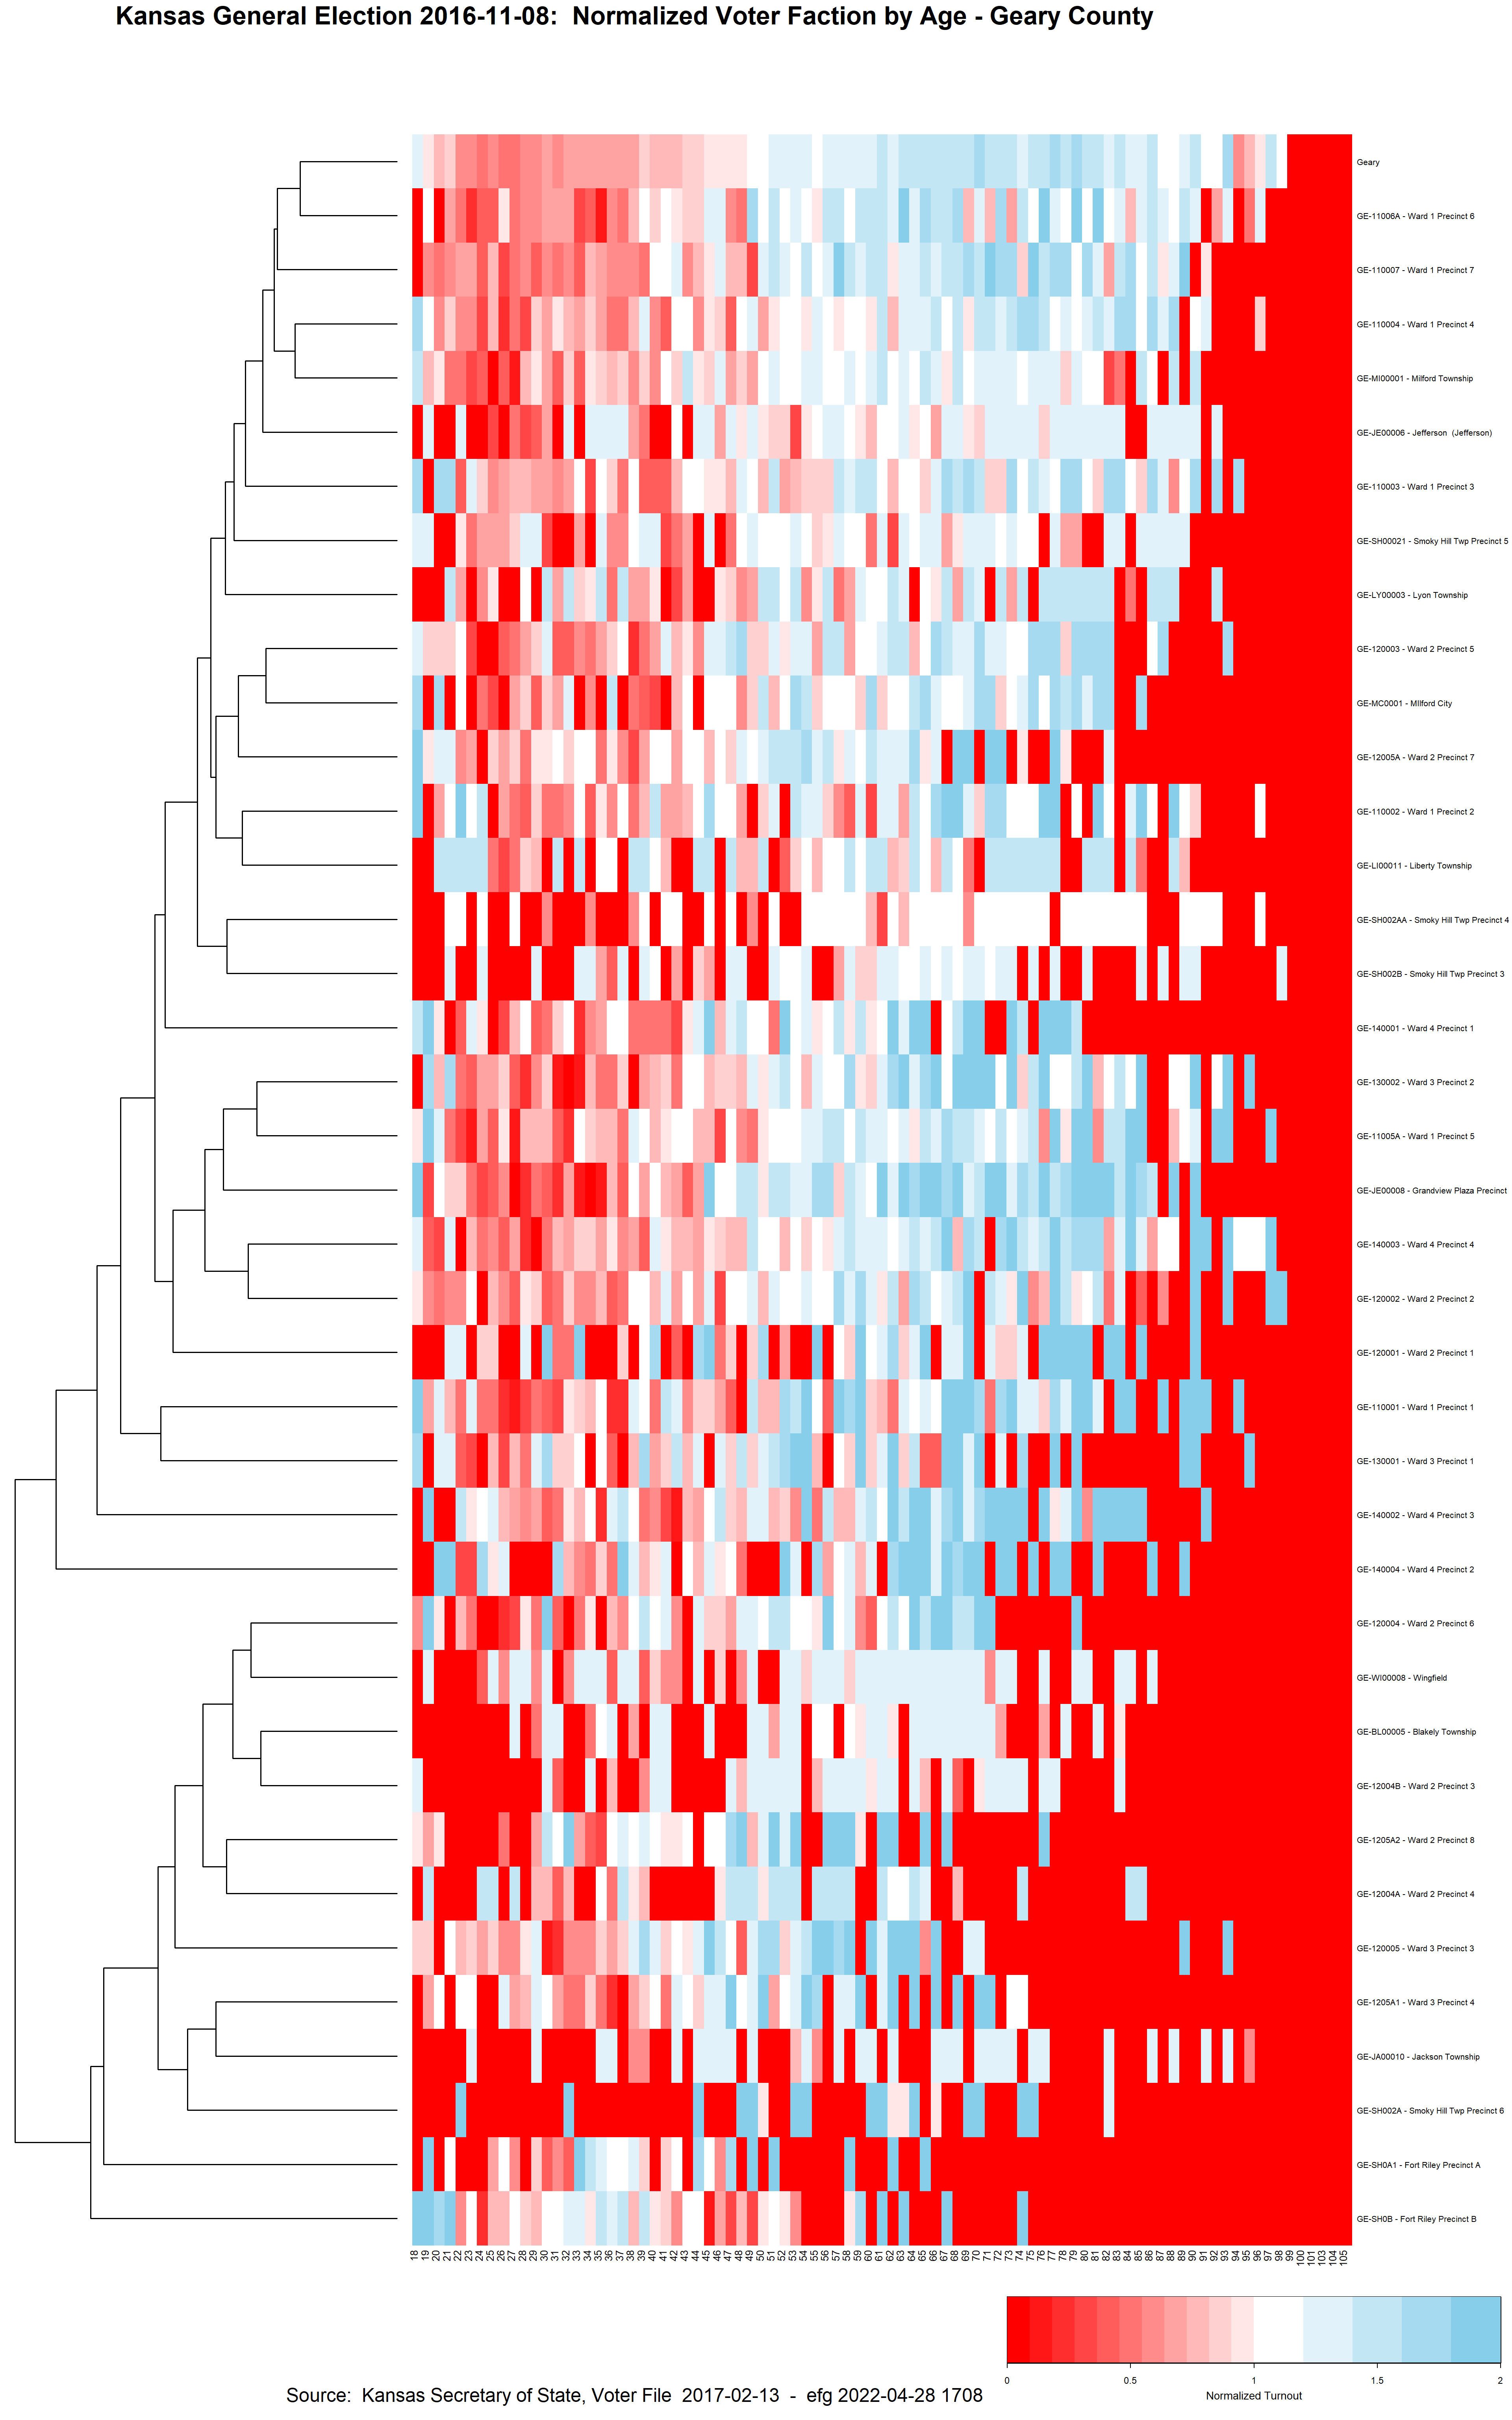 Kansas General Election 2016-11-08:  Normalized Voter Faction by Age - Geary County
Geary
GE-11006A - Ward 1 Precinct 6
GE-110007 - Ward 1 Precinct 7
GE-110004 - Ward 1 Precinct 4
GE-MI00001 - Milford Township
GE-JE00006 - Jefferson  (Jefferson)
GE-110003 - Ward 1 Precinct 3
GE-SH00021 - Smoky Hill Twp Precinct 5
GE-LY00003 - Lyon Township
GE-120003 - Ward 2 Precinct 5
GE-MC0001 - MIlford City
GE-12005A - Ward 2 Precinct 7
GE-110002 - Ward 1 Precinct 2
GE-LI00011 - Liberty Township
GE-SH002AA - Smoky Hill Twp Precinct 4
GE-SH002B - Smoky Hill Twp Precinct 3
GE-140001 - Ward 4 Precinct 1
GE-130002 - Ward 3 Precinct 2
GE-11005A - Ward 1 Precinct 5
GE-JE00008 - Grandview Plaza Precinct
GE-140003 - Ward 4 Precinct 4
GE-120002 - Ward 2 Precinct 2
GE-120001 - Ward 2 Precinct 1
GE-110001 - Ward 1 Precinct 1
GE-130001 - Ward 3 Precinct 1
GE-140002 - Ward 4 Precinct 3
GE-140004 - Ward 4 Precinct 2
GE-120004 - Ward 2 Precinct 6
GE-WI00008 - Wingfield
GE-BL00005 - Blakely Township
GE-12004B - Ward 2 Precinct 3
GE-1205A2 - Ward 2 Precinct 8
GE-12004A - Ward 2 Precinct 4
GE-120005 - Ward 3 Precinct 3
GE-1205A1 - Ward 3 Precinct 4
GE-JA00010 - Jackson Township
GE-SH002A - Smoky Hill Twp Precinct 6
GE-SH0A1 - Fort Riley Precinct A
GE-SH0B - Fort Riley Precinct B
18 19 20 21 22 23 24 25 26 27 28 29 30 31 32 33 34 35 36 37 38 39 40 41 42 43 44 45 46 47 48 49 50 51 52 53 54 55 56 57 58 59 60 61 62 63 64 65 66 67 68 69 70 71 72 73 74 75 76 77 78 79 80 81 82 83 84 85 86 87 88 89 90 91 92 93 94 95 96 97 98 99 100 101 103 104 105
0 0.5 1 1.5 2
Normalized Turnout
Source:  Kansas Secretary of State, Voter File  2017-02-13  -  efg 2022-04-28 1708